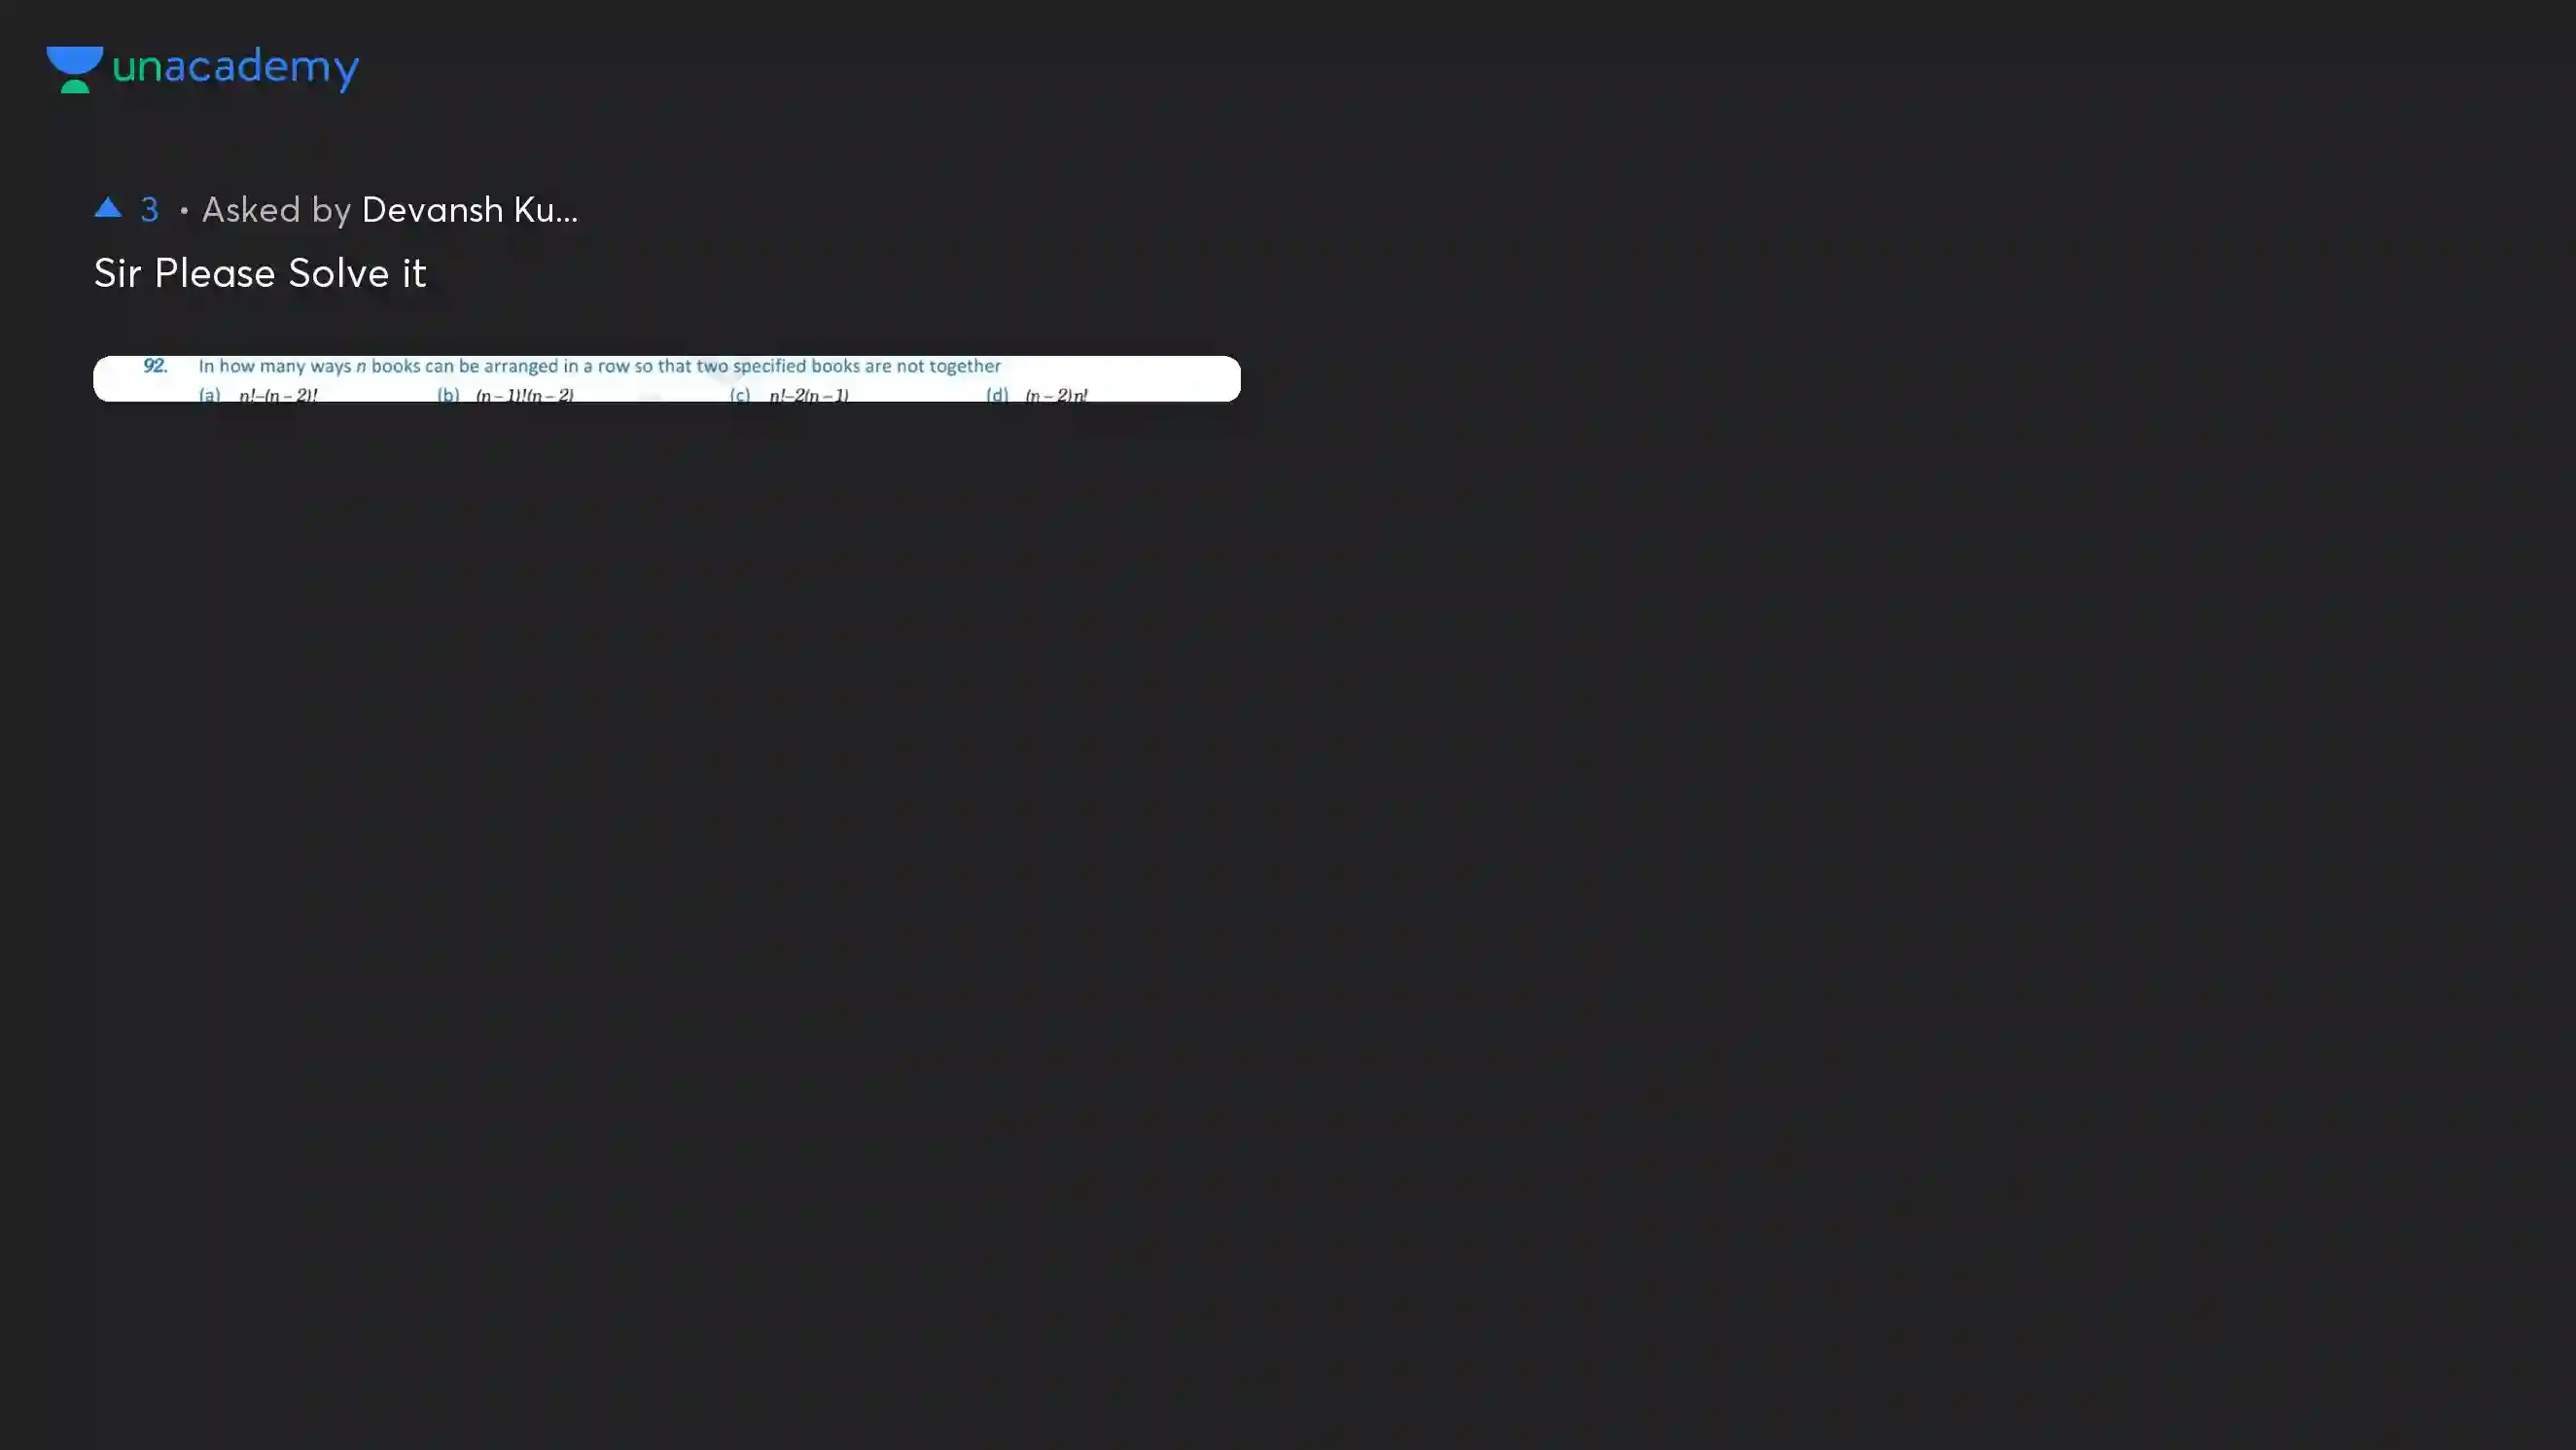 unacademy
▲ 3 • Asked by Devansh Ku...
Sir Please Solve it
92. In how many ways n books can be arranged in a row so that two specified books are not together
(a) n!–(n – 2)! (b) (n – 1)!(n – 2) (c) n!–2(n – 1) (d) (n – 2)n!